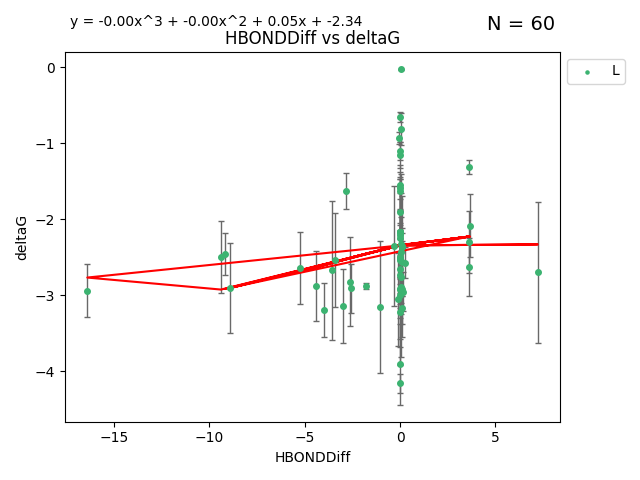 y = -0.00x^3 + -0.00x^2 + 0.05x + -2.34
N = 60
HBONDDiff vs deltaG
L
deltaG
0
−1
−2
−3
−4
−15
−10
−5
0
5
HBONDDiff